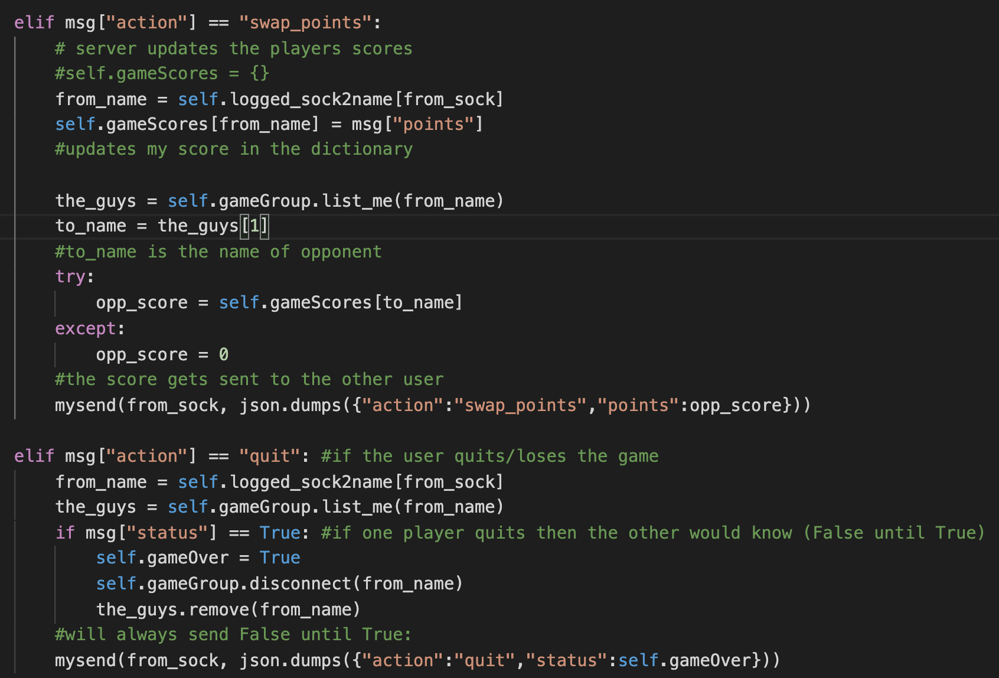 elif msg["action"] == "swap_points":
# server updates the players scores
#self.gameScores = {}
from_name = self.logged_sock2name[from_sock]
self.gameScores[from_name] = msg["points"]
#updates my score in the dictionary
the_guys = self.gameGroup.list_me(from_name)
to_name = the_guys[1]
#to_name is the name of opponent
try:
opp_score = self.gameScores[to_name]
except:
opp_score = 0
#the score gets sent to the other user
mysend(from_sock, json.dumps({"action":"swap_points","points":opp_score}))
elif msg["action"] == "quit": #if the user quits/loses the game
from_name = self.logged_sock2name[from_sock]
the_guys = self.gameGroup.list_me(from_name)
if msg["status"] == True: #if one player quits then the other would know (False until True)
self.gameOver = True
self.gameGroup.disconnect(from_name)
the_guys.remove(from_name)
#will always send False until True:
mysend(from_sock, json.dumps({"action":"quit","status":self.gameOver}))